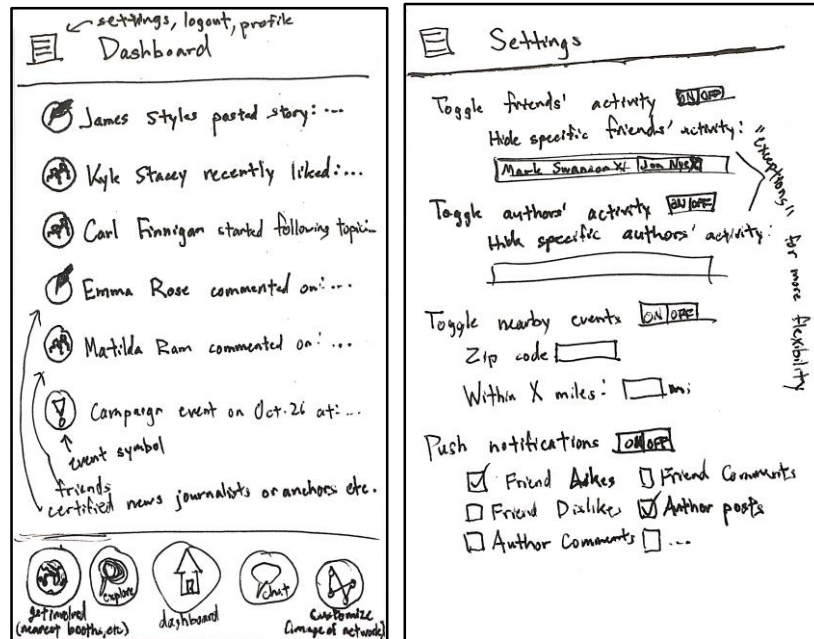 settings, logout, profile
Dashboard
James Styles posted story: ...
Kyle Stacey recently liked: ...
Carl Finnigan started following topic: ...
Emma Rose commented on: ...
Matilda Ram commented on: ...
Campaign event on Oct. 26 at: ...
event symbol
friends
certified news journalists or anchors etc.
get involved
(nearest booths, etc)
explore
dashboard
chat
customize
(image of network)
Settings
Toggle friends' activity ON OFF
Hide specific friends' activity:
Mark Swanson X Jon Nye X
Toggle authors' activity ON OFF
Hide specific authors' activity:
"exceptions" for more flexibility
Toggle nearby events ON OFF
Zip code
Within X miles: mi
Push notifications ON OFF
Friend Friend Comments
Friend Dislikes Author posts
Author Comments ...